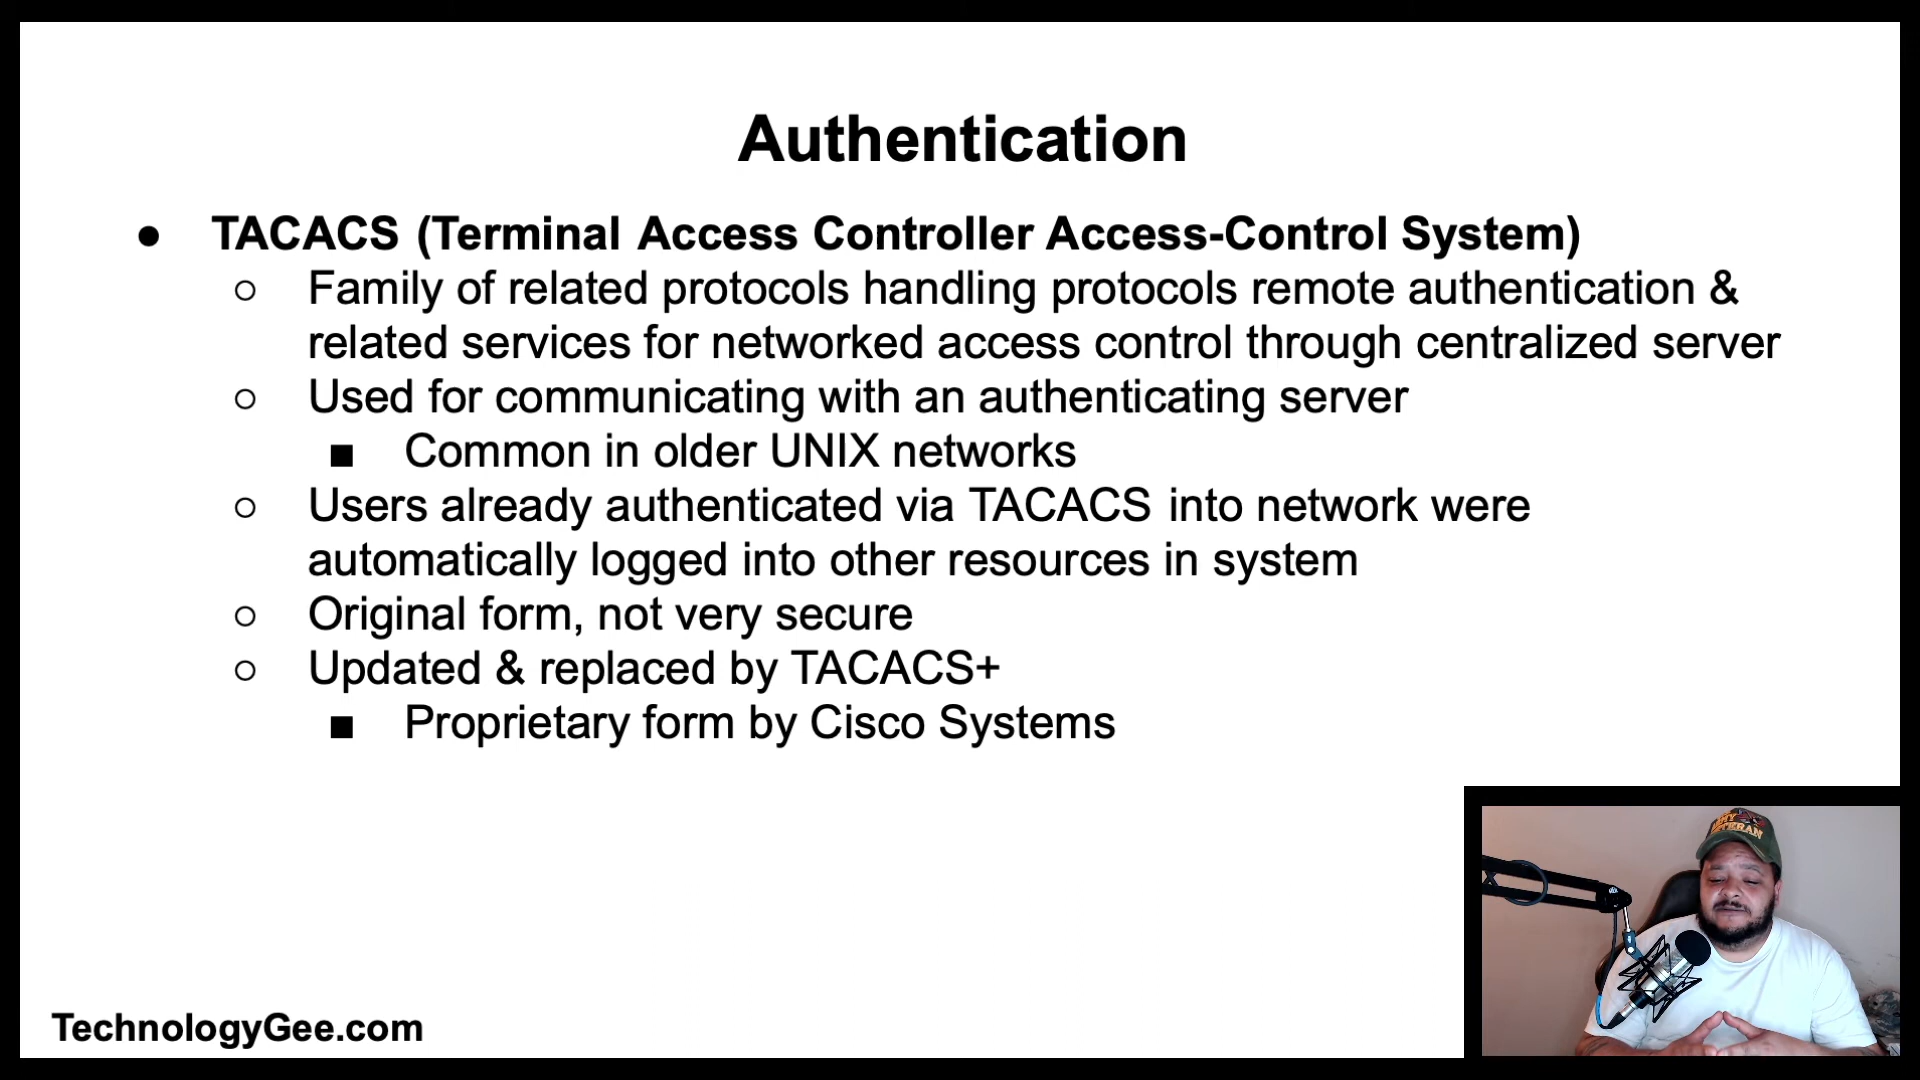 Authentication
● TACACS (Terminal Access Controller Access-Control System)
○ Family of related protocols handling protocols remote authentication &
related services for networked access control through centralized server
○ Used for communicating with an authenticating server
■ Common in older UNIX networks
○ Users already authenticated via TACACS into network were
automatically logged into other resources in system
○ Original form, not very secure
○ Updated & replaced by TACACS+
■ Proprietary form by Cisco Systems
ARMY
VETERAN
TechnologyGee.com